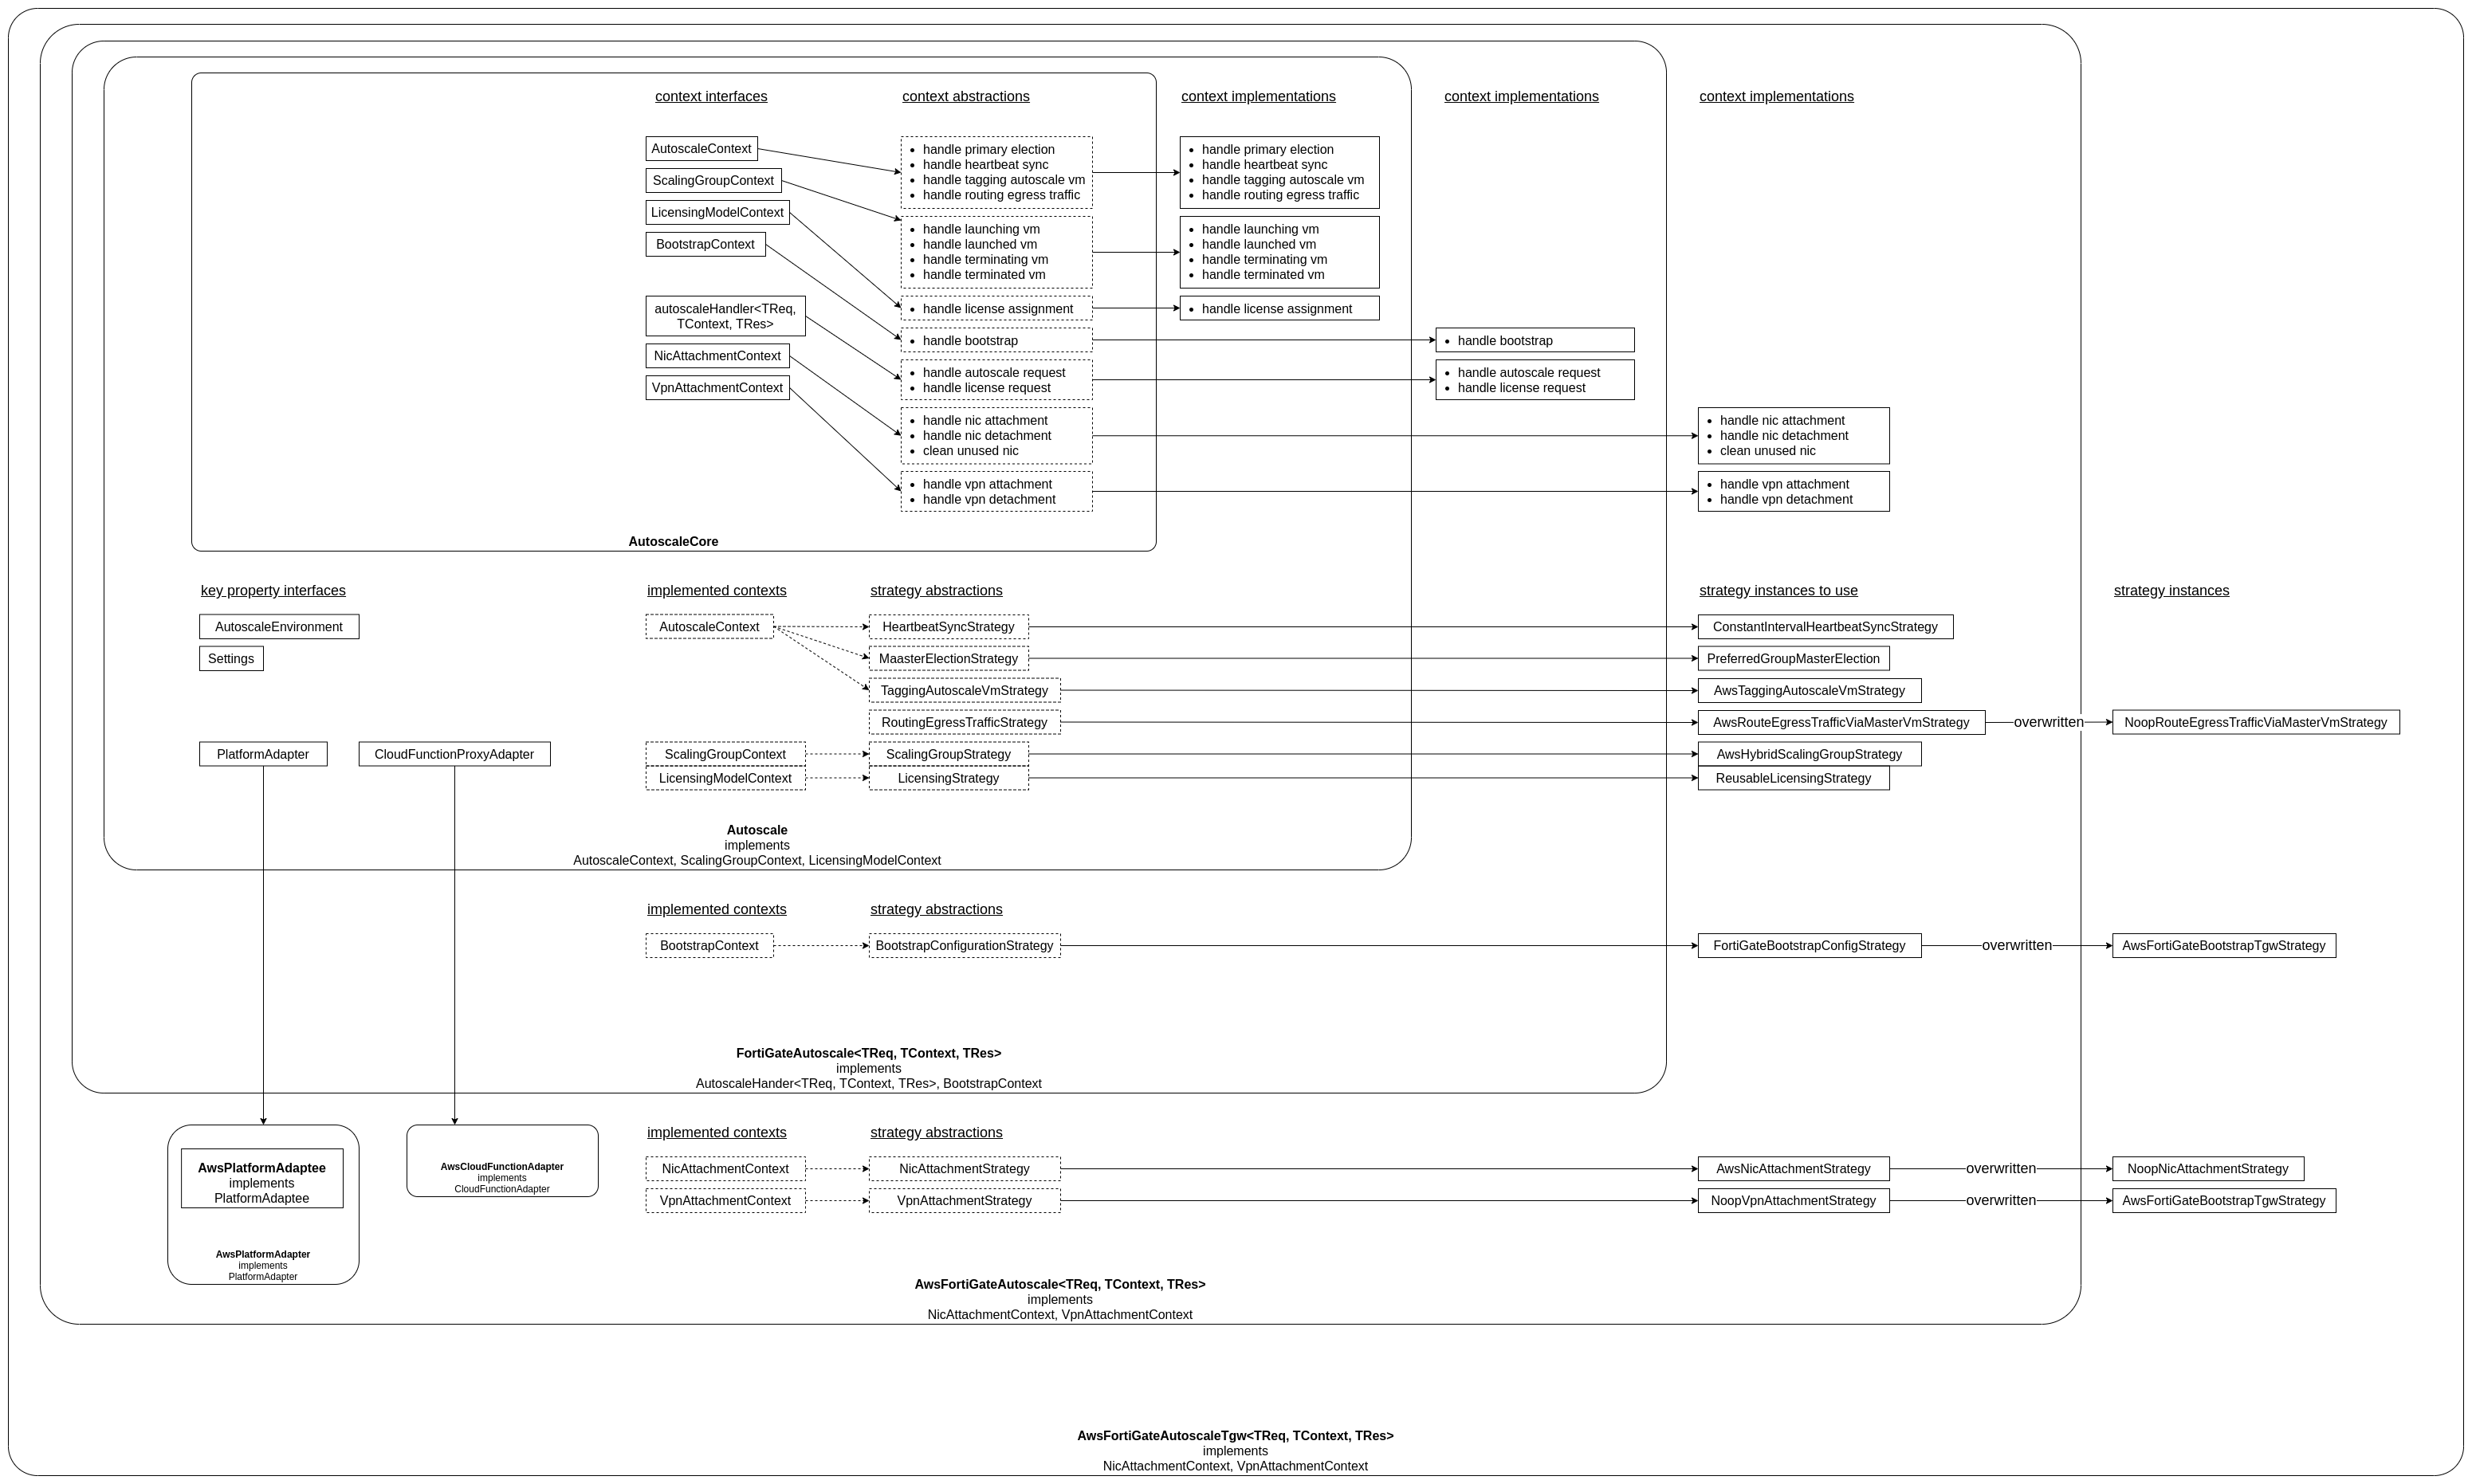 context interfaces
context abstractions
context implementations
context implementations
context implementations
AutoscaleContext
ScalingGroupContext
LicensingModelContext
BootstrapContext
autoscaleHandler<TReq,
TContext, TRes>
NicAttachmentContext
VpnAttachmentContext
• handle primary election
• handle heartbeat sync
• handle tagging autoscale vm
• handle routing egress traffic
• handle launching vm
• handle launched vm
• handle terminating vm
• handle terminated vm
• handle license assignment
• handle bootstrap
• handle autoscale request
• handle license request
• handle nic attachment
• handle nic detachment
• clean unused nic
• handle vpn attachment
• handle vpn detachment
• handle primary election
• handle heartbeat sync
• handle tagging autoscale vm
• handle routing egress traffic
• handle launching vm
• handle launched vm
• handle terminating vm
• handle terminated vm
• handle license assignment
• handle bootstrap
• handle autoscale request
• handle license request
• handle nic attachment
• handle nic detachment
• clean unused nic
• handle vpn attachment
• handle vpn detachment
AutoscaleCore
key property interfaces
implemented contexts
strategy abstractions
strategy instances to use
strategy instances
AutoscaleEnvironment
Settings
PlatformAdapter
CloudFunctionProxyAdapter
AutoscaleContext
HeartbeatSyncStrategy
ConstantIntervalHeartbeatSyncStrategy
MaasterElectionStrategy
PreferredGroupMasterElection
TaggingAutoscaleVmStrategy
AwsTaggingAutoscaleVmStrategy
RoutingEgressTrafficStrategy
AwsRouteEgressTrafficViaMasterVmStrategy
overwritten
NoopRouteEgressTrafficViaMasterVmStrategy
ScalingGroupContext
ScalingGroupStrategy
AwsHybridScalingGroupStrategy
LicensingModelContext
LicensingStrategy
ReusableLicensingStrategy
Autoscale
implements
AutoscaleContext, ScalingGroupContext, LicensingModelContext
implemented contexts
strategy abstractions
BootstrapContext
BootstrapConfigurationStrategy
FortiGateBootstrapConfigStrategy
overwritten
AwsFortiGateBootstrapTgwStrategy
FortiGateAutoscale<TReq, TContext, TRes>
implements
AutoscaleHander<TReq, TContext, TRes>, BootstrapContext
implemented contexts
strategy abstractions
AwsPlatformAdaptee
implements
PlatformAdaptee
AwsPlatformAdapter
implements
PlatformAdapter
AwsCloudFunctionAdapter
implements
CloudFunctionAdapter
NicAttachmentContext
NicAttachmentStrategy
AwsNicAttachmentStrategy
overwritten
NoopNicAttachmentStrategy
VpnAttachmentContext
VpnAttachmentStrategy
NoopVpnAttachmentStrategy
overwritten
AwsFortiGateBootstrapTgwStrategy
AwsFortiGateAutoscale<TReq, TContext, TRes>
implements
NicAttachmentContext, VpnAttachmentContext
AwsFortiGateAutoscaleTgw<TReq, TContext, TRes>
implements
NicAttachmentContext, VpnAttachmentContext